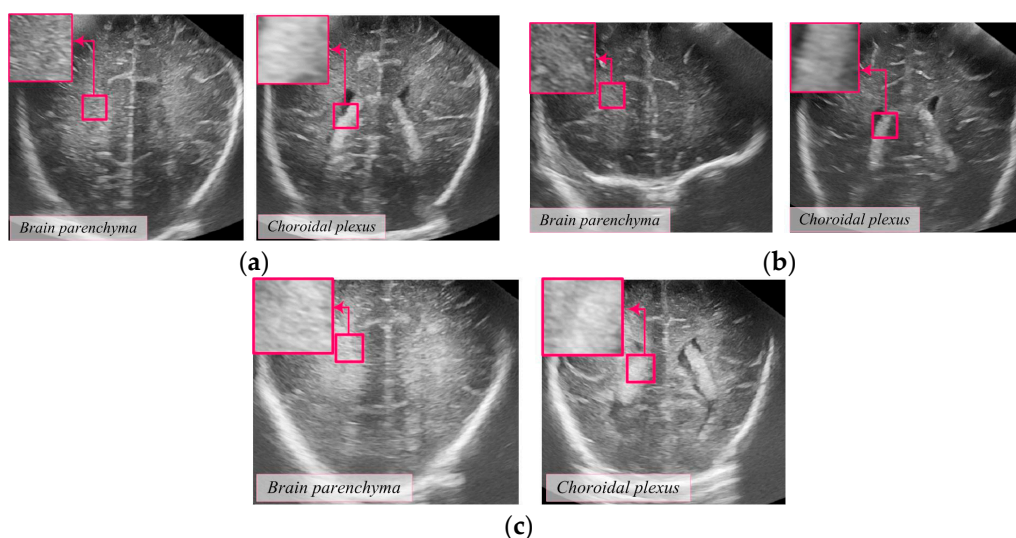 Brain parenchyma
Choroidal plexus
(a)
Brain parenchyma
Choroidal plexus
(b)
Brain parenchyma
Choroidal plexus
(c)